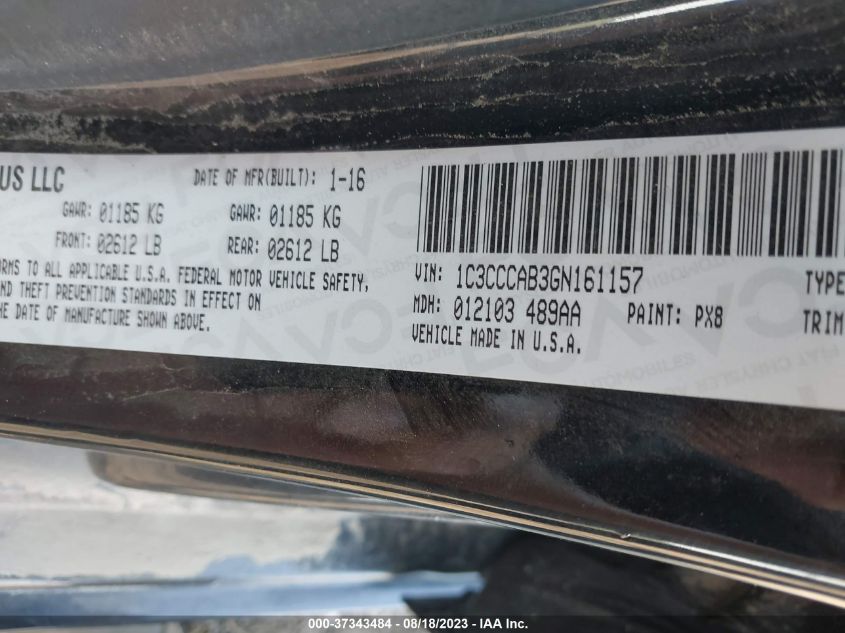 US LLC
DATE OF MFR(BUILT): 1-16
GAWR: 01185 KG GAWR: 01185 KG
FRONT: 02612 LB REAR: 02612 LB
TO ALL APPLICABLE U.S.A. FEDERAL MOTOR VEHICLE SAFETY,
THEFT PREVENTION STANDARDS IN EFFECT ON
DATE OF MANUFACTURE SHOWN ABOVE.
VIN: 1C3CCCAB3GN161157 TYPE
MDH: 012103 489AA PAINT: PX8 TRIM
VEHICLE MADE IN U.S.A.
000-37343484 - 08/18/2023 - IAA Inc.